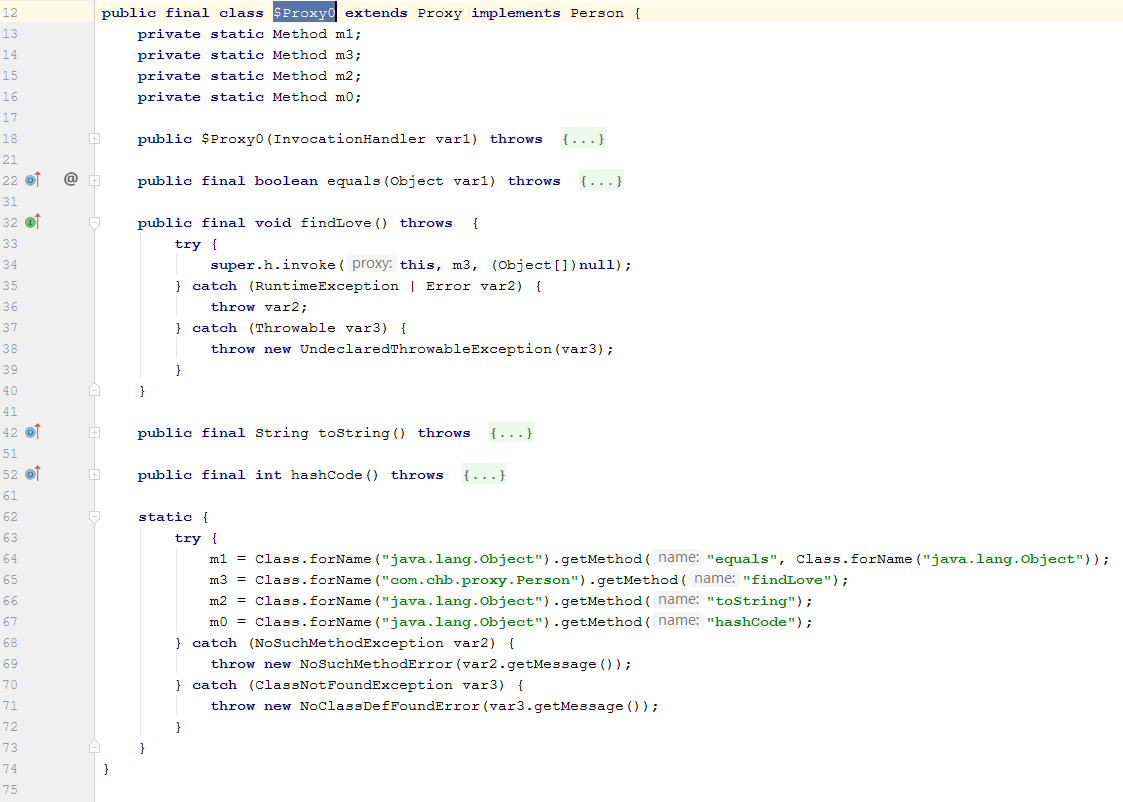 12 public final class $Proxy0 extends Proxy implements Person {
13     private static Method m1;
14     private static Method m3;
15     private static Method m2;
16     private static Method m0;
17
18     public $Proxy0(InvocationHandler var1) throws  {...}
21
22 @     public final boolean equals(Object var1) throws  {...}
31
32     public final void findLove() throws  {
33         try {
34             super.h.invoke( proxy: this, m3, (Object[])null);
35         } catch (RuntimeException | Error var2) {
36             throw var2;
37         } catch (Throwable var3) {
38             throw new UndeclaredThrowableException(var3);
39         }
40     }
41
42     public final String toString() throws  {...}
51
52     public final int hashCode() throws  {...}
61
62     static {
63         try {
64             m1 = Class.forName("java.lang.Object").getMethod( name: "equals", Class.forName("java.lang.Object"));
65             m3 = Class.forName("com.chb.proxy.Person").getMethod( name: "findLove");
66             m2 = Class.forName("java.lang.Object").getMethod( name: "toString");
67             m0 = Class.forName("java.lang.Object").getMethod( name: "hashCode");
68         } catch (NoSuchMethodException var2) {
69             throw new NoSuchMethodError(var2.getMessage());
70         } catch (ClassNotFoundException var3) {
71             throw new NoClassDefFoundError(var3.getMessage());
72         }
73     }
74 }
75